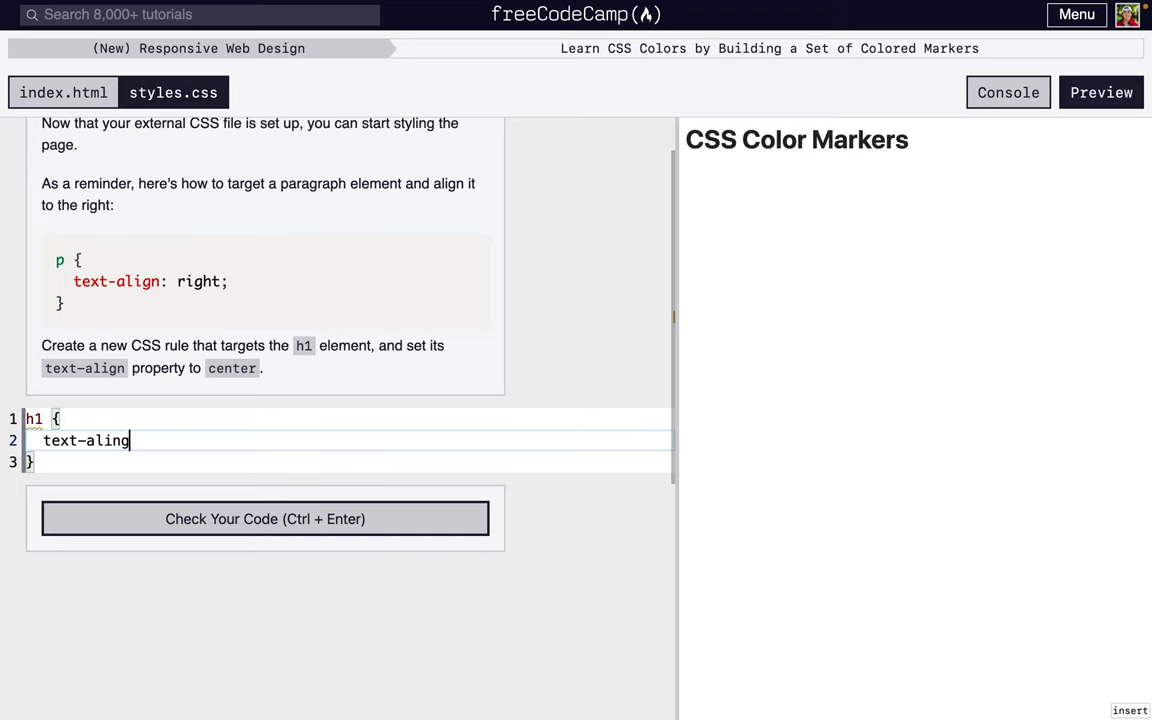 Search 8,000+ tutorials
freeCodeCamp
Menu
(New) Responsive Web Design
Learn CSS Colors by Building a Set of Colored Markers
index.html
styles.css
Console
Preview
Now that your external CSS file is set up, you can start styling the
page.
As a reminder, here's how to target a paragraph element and align it
to the right:
p {
text-align: right;
}
Create a new CSS rule that targets the h1 element, and set its
text-align property to center.
1 h1 {
2 text-aling
3 }
Check Your Code (Ctrl + Enter)
CSS Color Markers
insert